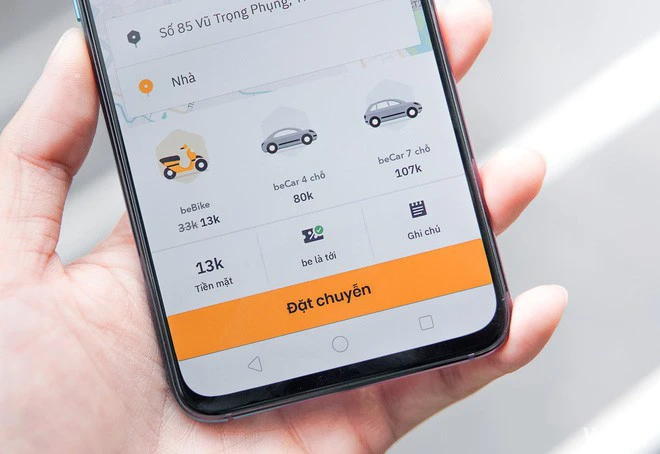 Số 85 Vũ Trọng Phụng,
Nhà
beBike
33k 13k
beCar 4 chỗ
80k
beCar 7 chỗ
107k
13k
Tiền mặt
be là tới
Ghi chú
Đặt chuyến